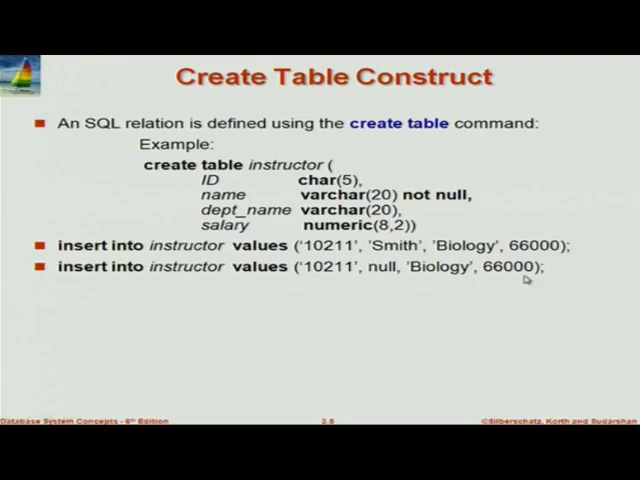 Create Table Construct
An SQL relation is defined using the create table command:
Example:
create table instructor (
ID char(5),
name varchar(20) not null,
dept_name varchar(20),
salary numeric(8,2))
insert into instructor values ('10211', 'Smith', 'Biology', 66000);
insert into instructor values ('10211', null, 'Biology', 66000);
Database System Concepts - 6th Edition 3.5 ©Silberschatz, Korth and Sudarshan